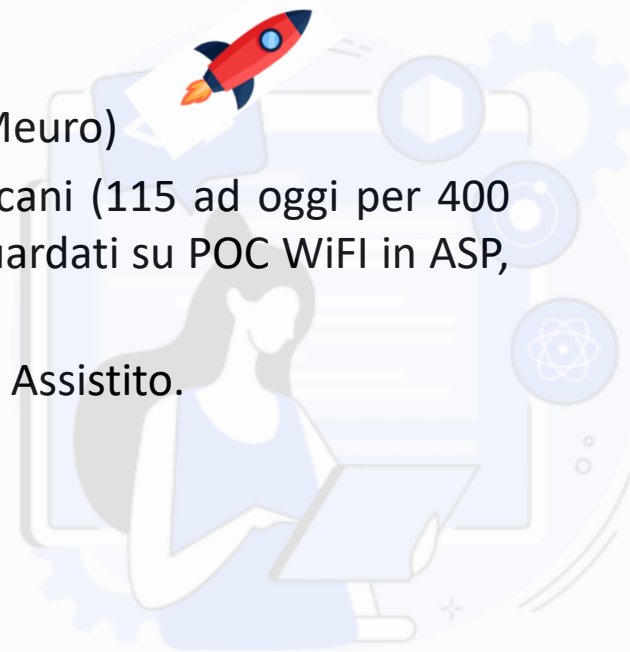 Meuro)
cani (115 ad oggi per 400
uardati su POC WiFI in ASP,
Assistito.